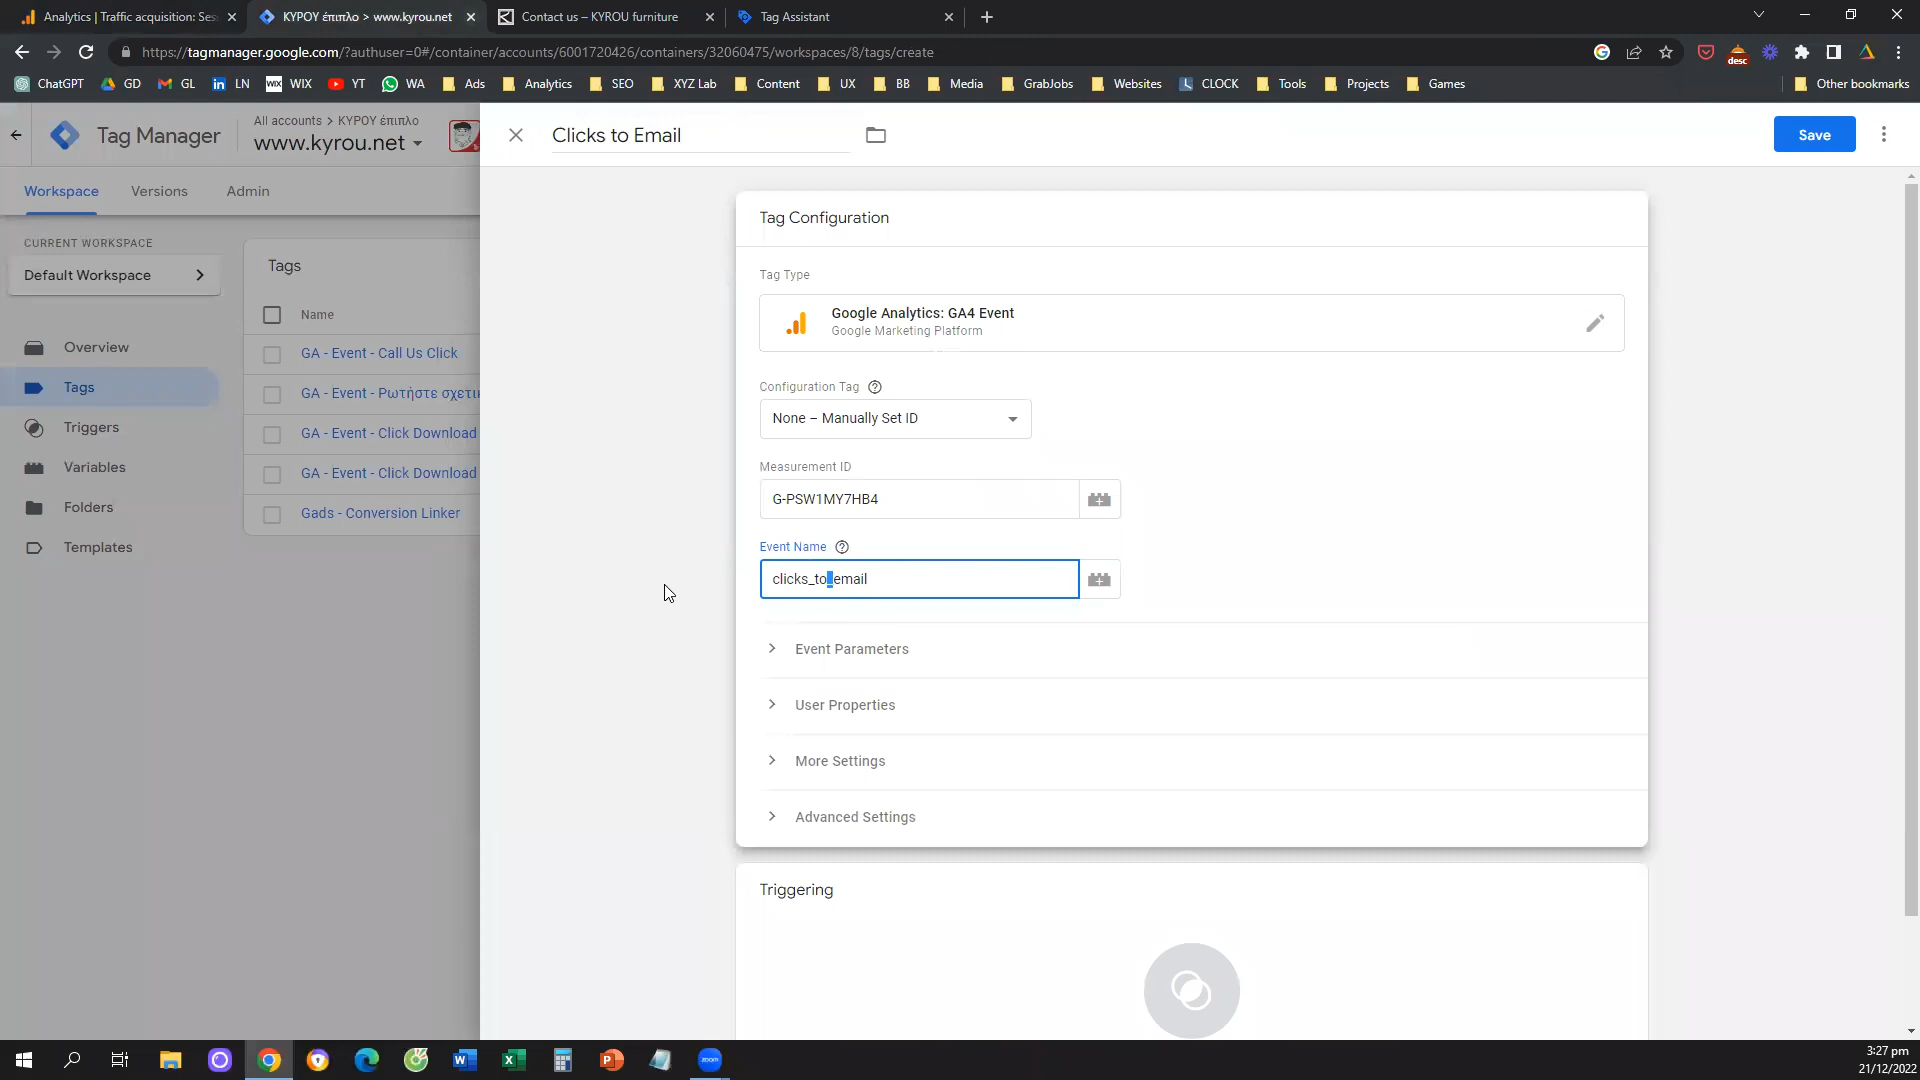 Analytics | Traffic acquisition: Ses
ΚΥΡΟΥ έπιπλο > www.kyrou.net
Contact us – KYROU furniture
Tag Assistant
https://tagmanager.google.com/?authuser=0#/container/accounts/6001720426/containers/32060475/workspaces/8/tags/create
desc
ChatGPT
GD
GL
LN
WIX
WIX
YT
WA
Ads
Analytics
SEO
XYZ Lab
Content
UX
BB
Media
GrabJobs
Websites
CLOCK
Tools
Projects
Games
Other bookmarks
Tag Manager
All accounts > ΚΥΡΟΥ έπιπλο
www.kyrou.net
Clicks to Email
Save
Workspace
Versions
Admin
CURRENT WORKSPACE
Default Workspace
Overview
Tags
Triggers
Variables
Folders
Templates
Tags
Name
GA - Event - Call Us Click
GA - Event - Ρωτήστε σχετικ
GA - Event - Click Download
GA - Event - Click Download
Gads - Conversion Linker
Tag Configuration
Tag Type
Google Analytics: GA4 Event
Google Marketing Platform
Configuration Tag
None – Manually Set ID
Measurement ID
G-PSW1MY7HB4
Event Name
clicks_to_email
Event Parameters
User Properties
More Settings
Advanced Settings
Triggering
zoom
3:27 pm
21/12/2022